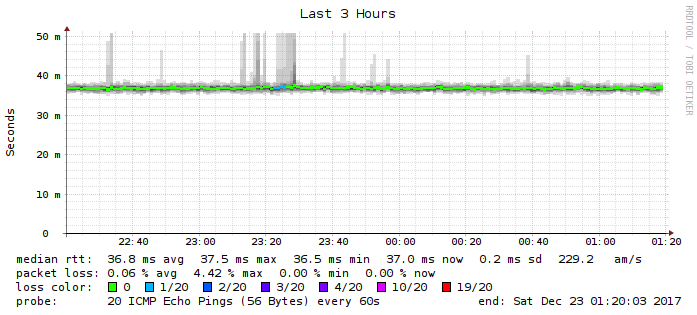 Last 3 Hours
RRDTOOL / TOBI OETIKER
Seconds
50 m
40 m
30 m
20 m
10 m
0
22:40 23:00 23:20 23:40 00:00 00:20 00:40 01:00 01:20
median rtt: 36.8 ms avg 37.5 ms max 36.5 ms min 37.0 ms now 0.2 ms sd 229.2 am/s
packet loss: 0.06 % avg 4.42 % max 0.00 % min 0.00 % now
loss color: 0 1/20 2/20 3/20 4/20 10/20 19/20
probe: 20 ICMP Echo Pings (56 Bytes) every 60s end: Sat Dec 23 01:20:03 2017